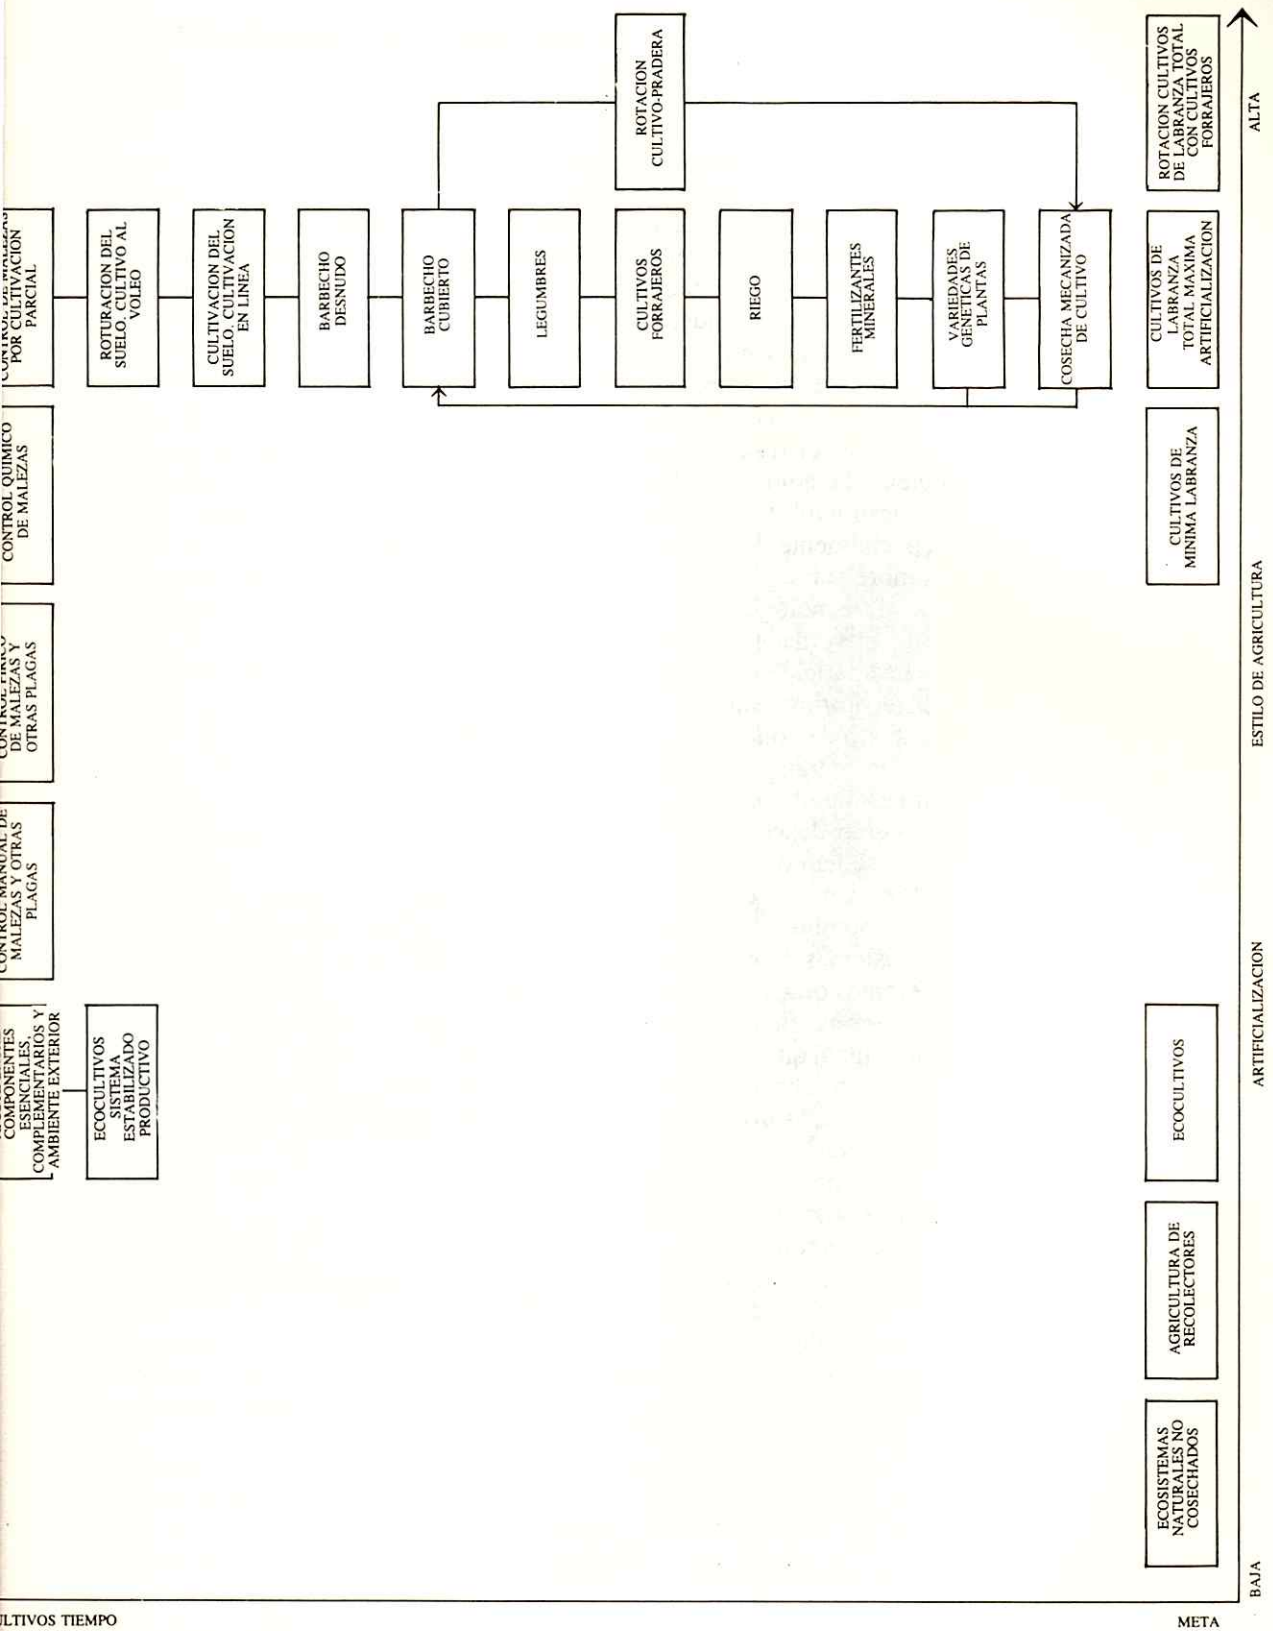 ROTACION
CULTIVO-PRADERA
ROTACION CULTIVOS
DE LABRANZA TOTAL
CON CULTIVOS
FORRAJEROS
ALTA
CONTROL DE MALEZAS
POR CULTIVACION
PARCIAL
ROTURACION DEL
SUELO. CULTIVO AL
VOLEO
CULTIVACION DEL
SUELO. CULTIVACION
EN LINEA
BARBECHO
DESNUDO
BARBECHO
CUBIERTO
LEGUMBRES
CULTIVOS
FORRAJEROS
RIEGO
FERTILIZANTES
MINERALES
VARIEDADES
GENETICAS DE
PLANTAS
COSECHA MECANIZADA
DE CULTIVO
CULTIVOS DE
LABRANZA
TOTAL MAXIMA
ARTIFICIALIZACION
CONTROL QUIMICO
DE MALEZAS
CULTIVOS DE
MINIMA LABRANZA
ESTILO DE AGRICULTURA
CONTROL PIRICO
DE MALEZAS Y
OTRAS PLAGAS
CONTROL MANUAL DE
MALEZAS Y OTRAS
PLAGAS
ARTIFICIALIZACION
COMPONENTES
ESENCIALES,
COMPLEMENTARIOS Y
AMBIENTE EXTERIOR
ECOCULTIVOS
SISTEMA
ESTABILIZADO
PRODUCTIVO
ECOCULTIVOS
AGRICULTURA DE
RECOLECTORES
ECOSISTEMAS
NATURALES NO
COSECHADOS
BAJA
LTIVOS TIEMPO
META